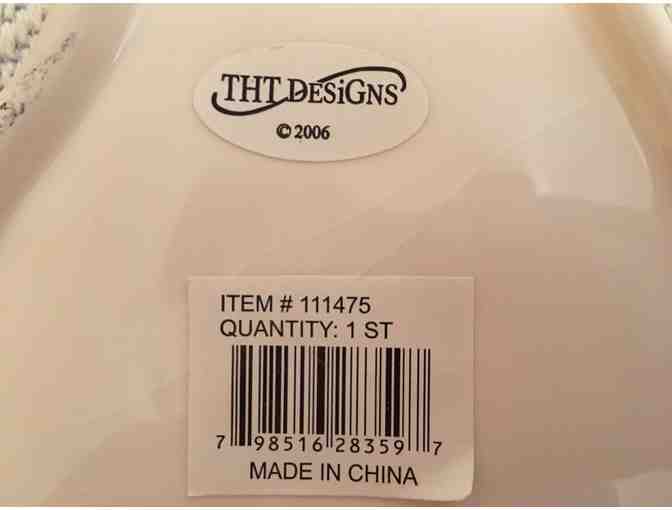 THT DESiGNS
© 2006
ITEM # 111475
QUANTITY: 1 ST
7 98516 28359 7
MADE IN CHINA